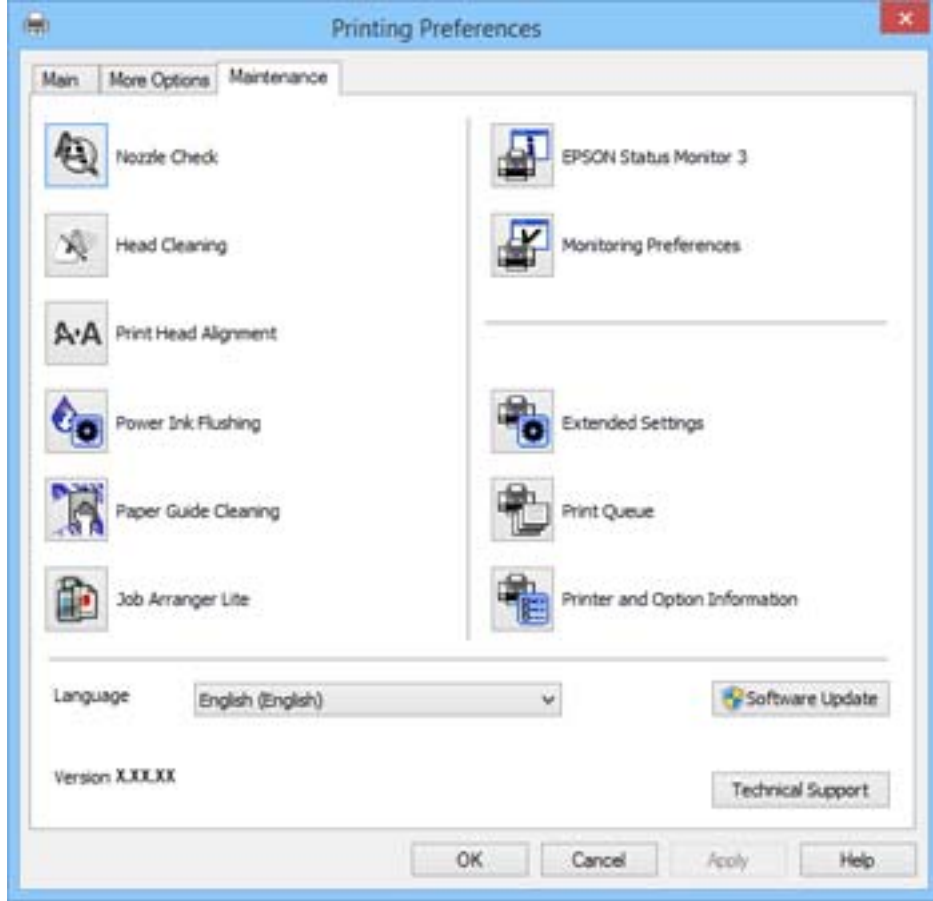 Printing Preferences
Main
More Options
Maintenance
Nozzle Check
Head Cleaning
A·A Print Head Alignment
Power Ink Flushing
Paper Guide Cleaning
Job Arranger Lite
EPSON Status Monitor 3
Monitoring Preferences
Extended Settings
Print Queue
Printer and Option Information
Language
English (English)
Software Update
Version X.XX.XX
Technical Support
OK
Cancel
Apply
Help